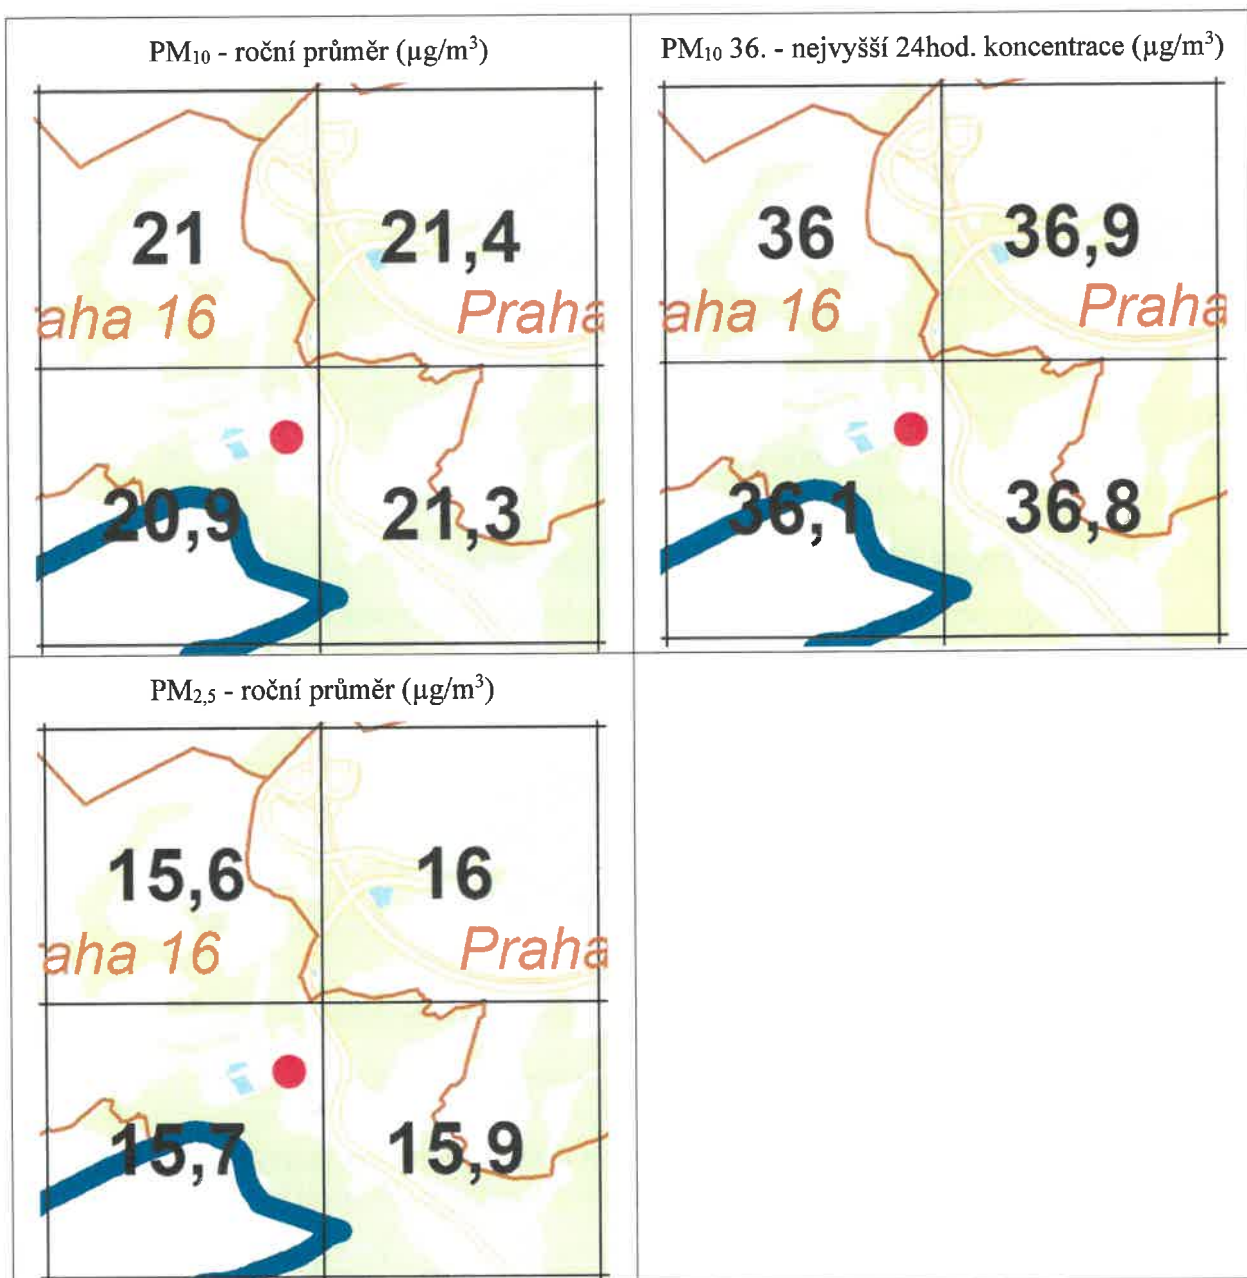 PM₁₀ - roční průměr (µg/m³)
21
21,4
aha 16
Praha
20,9
21,3
PM₁₀ 36. - nejvyšší 24hod. koncentrace (µg/m³)
36
36,9
aha 16
Praha
36,1
36,8
PM₂,₅ - roční průměr (µg/m³)
15,6
16
aha 16
Praha
15,7
15,9